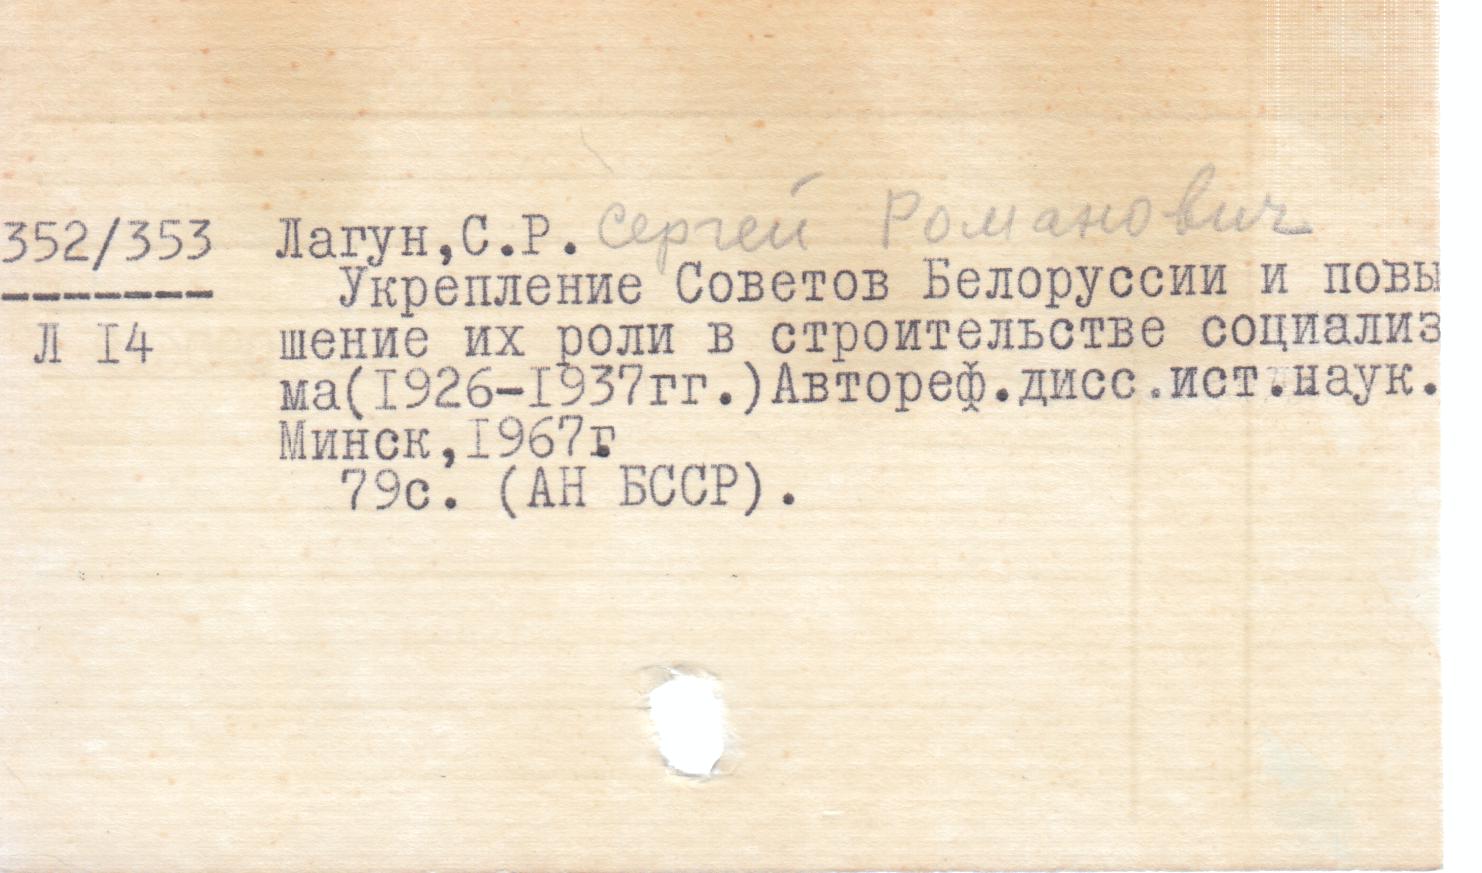 352/353 Лагун,С.Р. Сергей Романович
------- Укрепление Советов Белоруссии и повы
Л I4 шение их роли в строительстве социализ
ма(I926-I937гг.)Автореф.дисс.ист.наук.
Минск,I967г.
79с. (АН БССР).